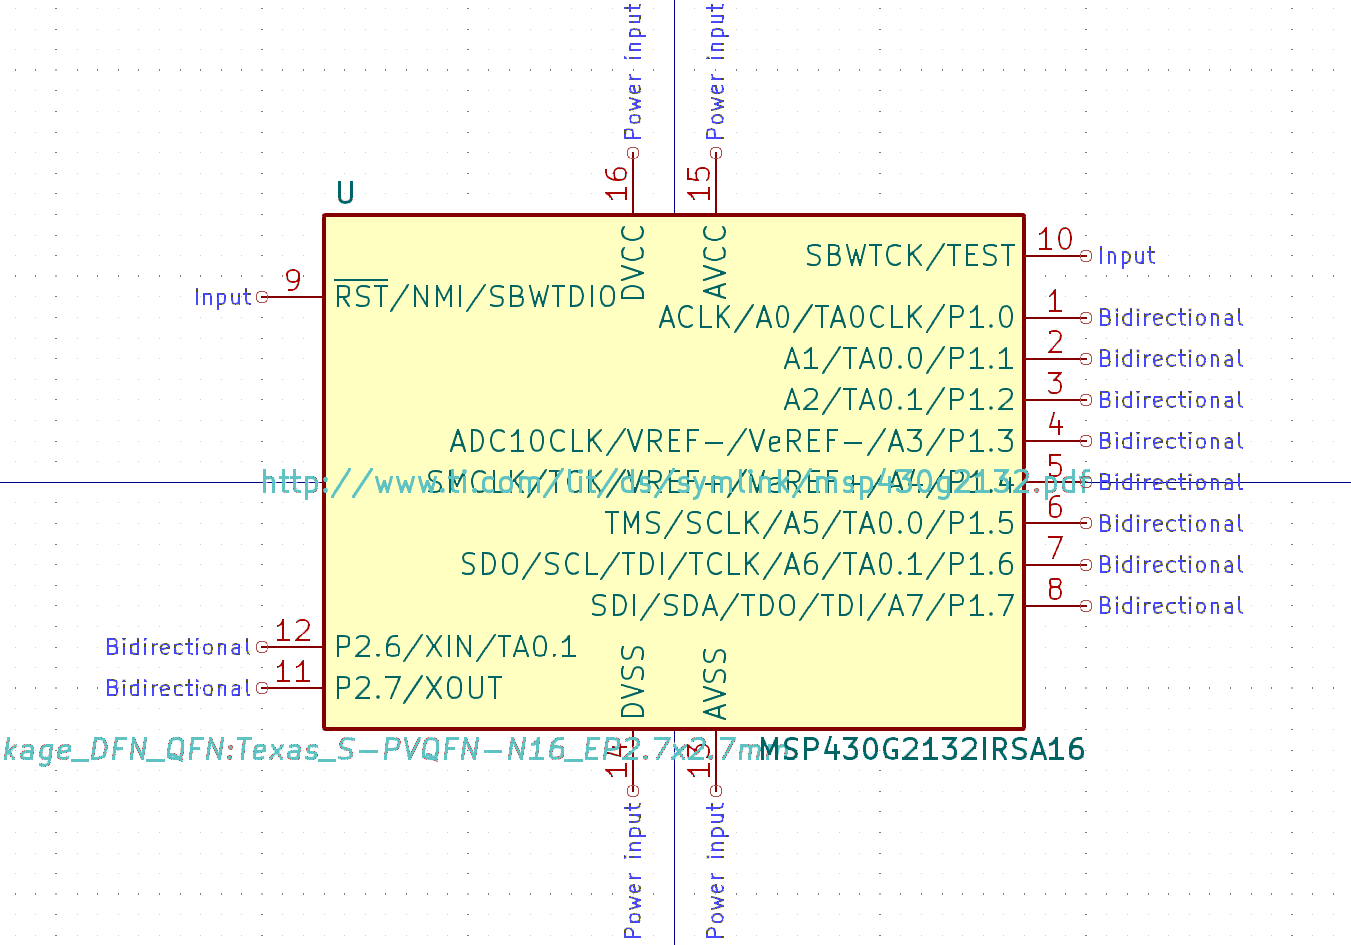 Power input
Power input
16
15
U
DVCC
AVCC
SBWTCK/TEST
10
Input
Input
9
RST/NMI/SBWTDIO
ACLK/A0/TA0CLK/P1.0
1
Bidirectional
A1/TA0.0/P1.1
2
Bidirectional
A2/TA0.1/P1.2
3
Bidirectional
ADC10CLK/VREF-/VeREF-/A3/P1.3
4
Bidirectional
http://www.ti.com/lit/ds/symlink/msp430g2132.pdf
SMCLK/TCK/VREF+/VeREF+/A4/P1.4
5
Bidirectional
TMS/SCLK/A5/TA0.0/P1.5
6
Bidirectional
SDO/SCL/TDI/TCLK/A6/TA0.1/P1.6
7
Bidirectional
SDI/SDA/TDO/TDI/A7/P1.7
8
Bidirectional
Bidirectional
12
P2.6/XIN/TA0.1
Bidirectional
11
P2.7/XOUT
DVSS
AVSS
kage_DFN_QFN:Texas_S-PVQFN-N16_EP2.7x2.7mm
MSP430G2132IRSA16
14
13
Power input
Power input